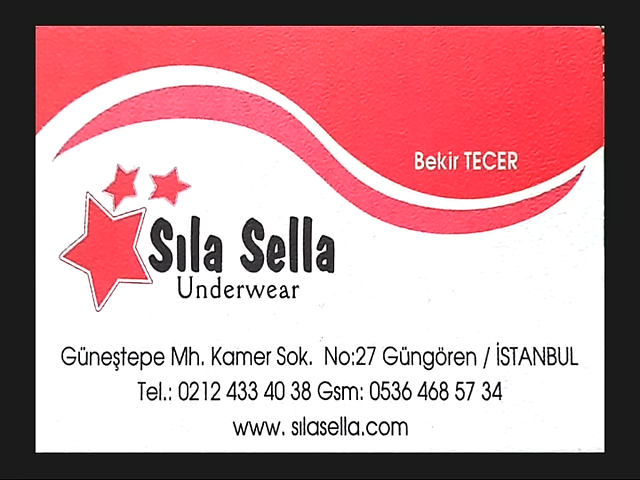 Bekir TECER
Sıla Sella
Underwear
Güneştepe Mh. Kamer Sok. No:27 Güngören / İSTANBUL
Tel.: 0212 433 40 38 Gsm: 0536 468 57 34
www. sılasella.com